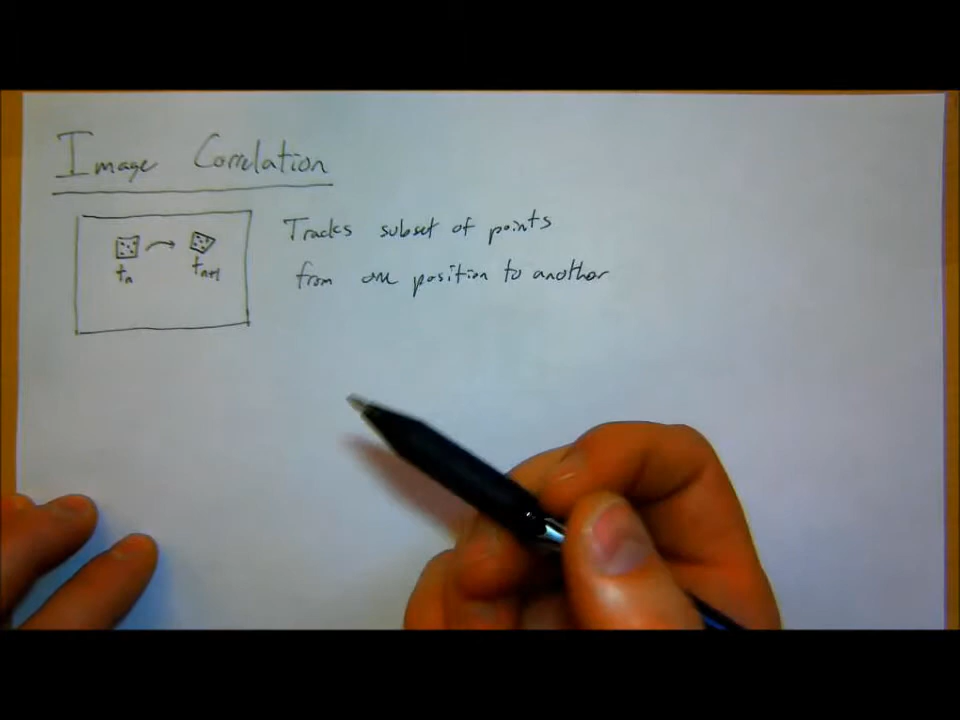 Image Correlation
tn
tn+1
Tracks subset of points
from one position to another